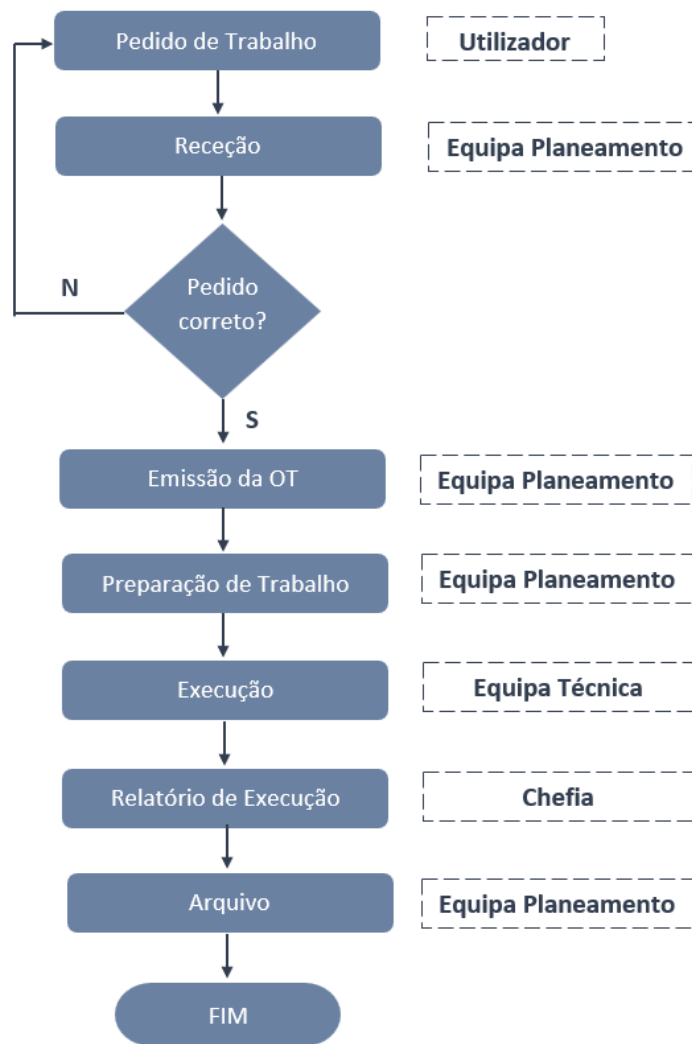 Pedido de Trabalho
Utilizador
Receção
Equipa Planeamento
Pedido
correto?
N
S
Emissão da OT
Equipa Planeamento
Preparação de Trabalho
Equipa Planeamento
Execução
Equipa Técnica
Relatório de Execução
Chefia
Arquivo
Equipa Planeamento
FIM